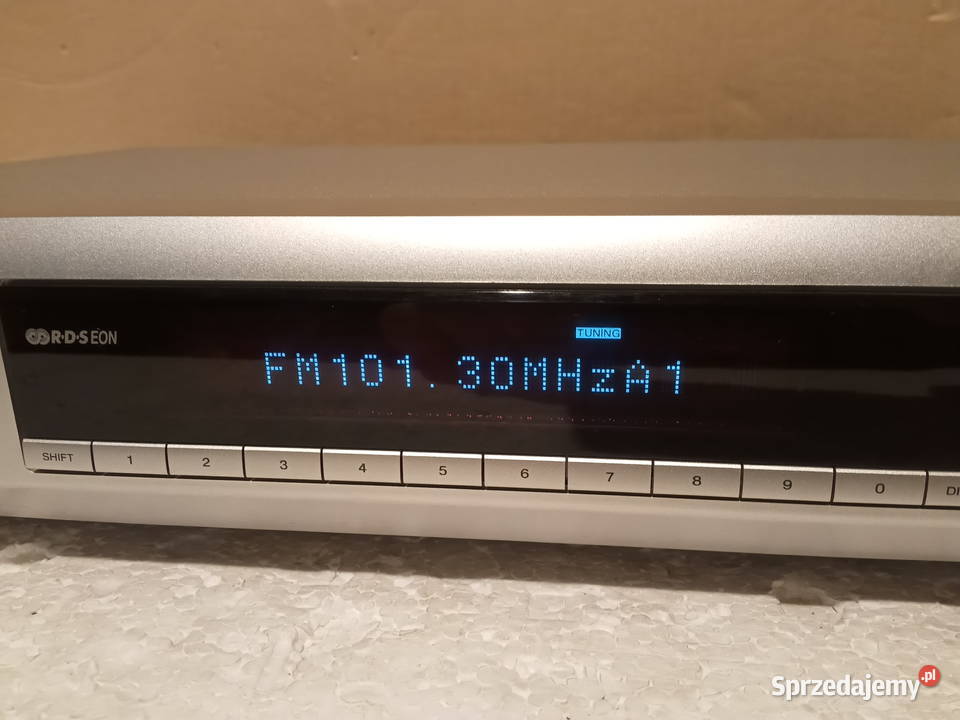 R·D·S EON
TUNING
FM101.30MHzA1
SHIFT 1 2 3 4 5 6 7 8 9 0
Sprzedajemy.pl